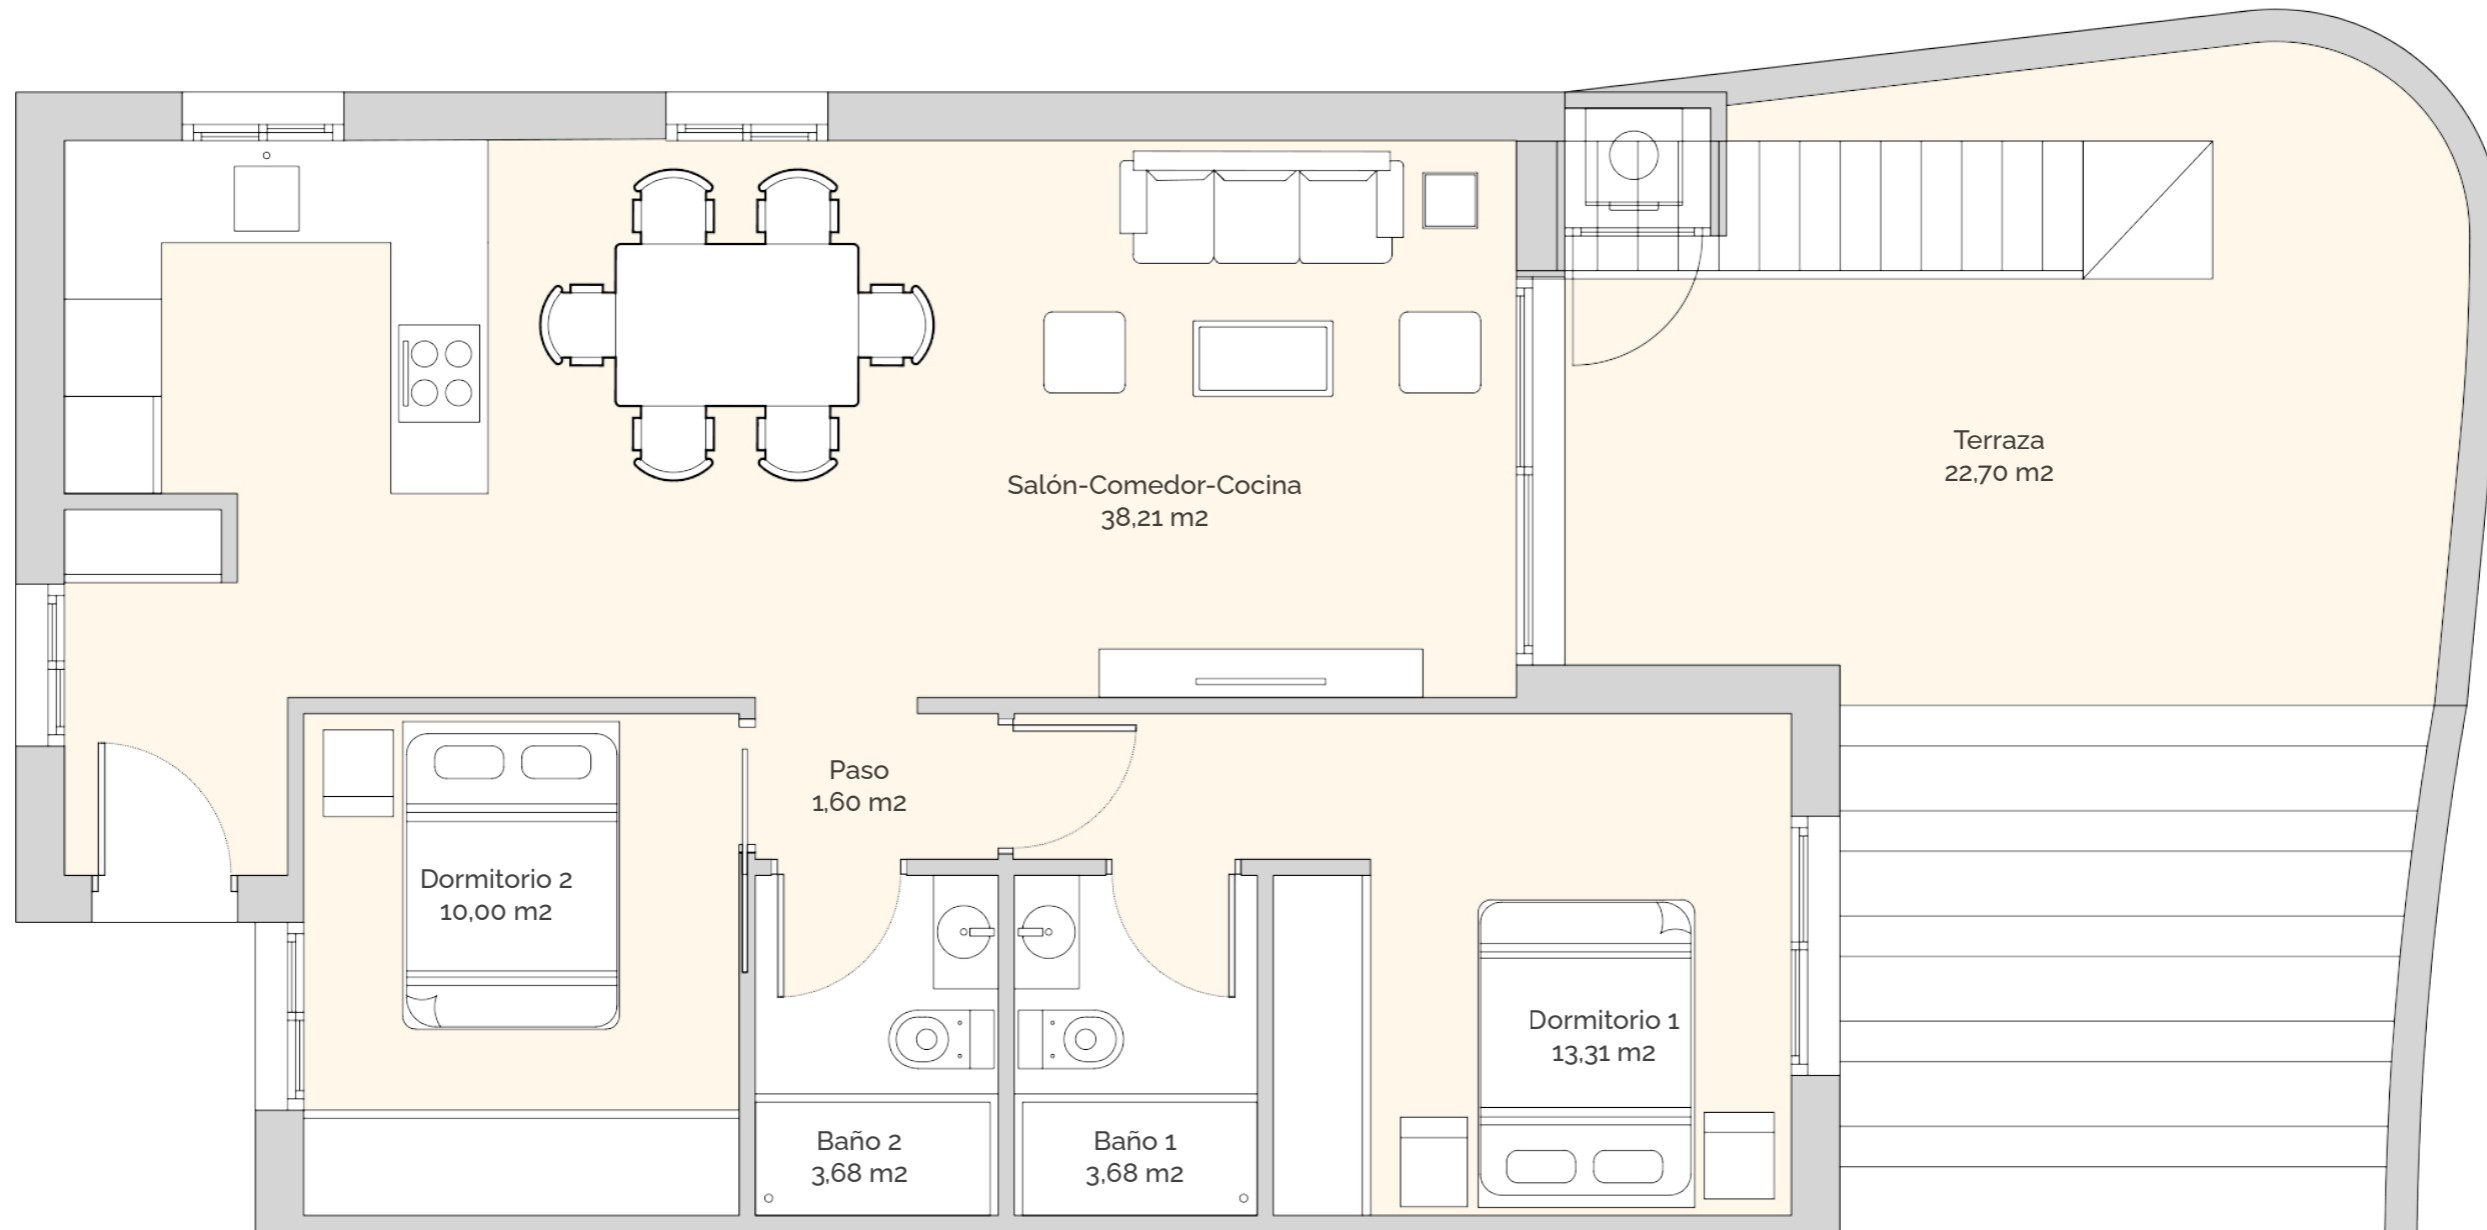 Terraza
22,70 m2
Salón-Comedor-Cocina
38,21 m2
Paso
1,60 m2
Dormitorio 2
10,00 m2
Dormitorio 1
13,31 m2
Baño 2
3,68 m2
Baño 1
3,68 m2